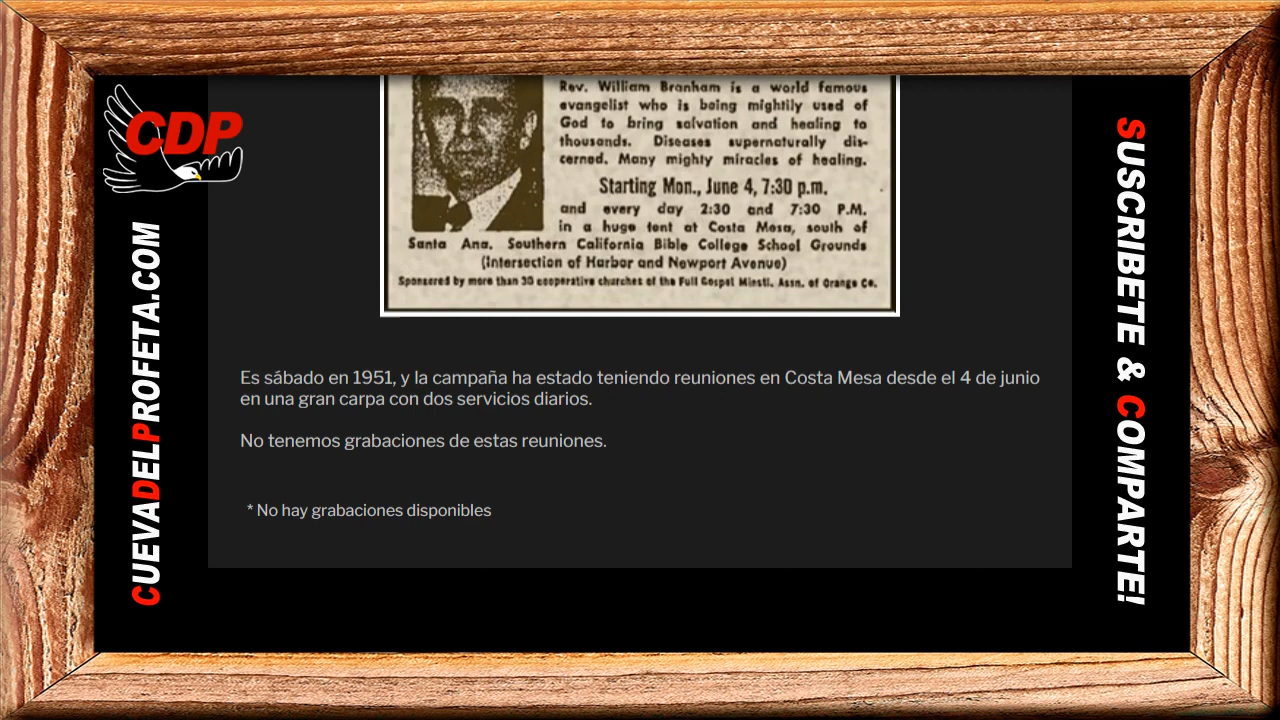 CDP
CUEVADELPROFETA.COM
Rev. William Branham is a world famous
evangelist who is being mightily used of
God to bring salvation and healing to
thousands. Diseases supernaturally dis-
cerned. Many mighty miracles of healing.
Starting Mon., June 4, 7:30 p.m.
and every day 2:30 and 7:30 P.M.
in a huge tent at Costa Mesa, south of
Santa Ana. Southern California Bible College School Grounds
(Intersection of Harbor and Newport Avenue)
Sponsored by more than 30 cooperative churches of the Full Gospel Minstl. Assn. of Orange Co.
Es sábado en 1951, y la campaña ha estado teniendo reuniones en Costa Mesa desde el 4 de junio
en una gran carpa con dos servicios diarios.
No tenemos grabaciones de estas reuniones.
* No hay grabaciones disponibles
SUSCRIBETE & COMPARTE!